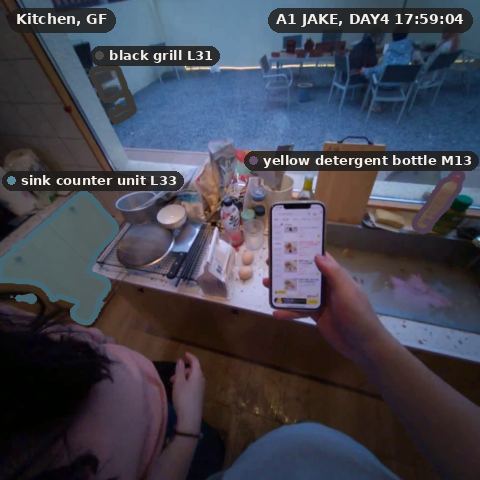 Kitchen, GF
A1 JAKE, DAY4 17:59:04
black grill L31
yellow detergent bottle M13
sink counter unit L33